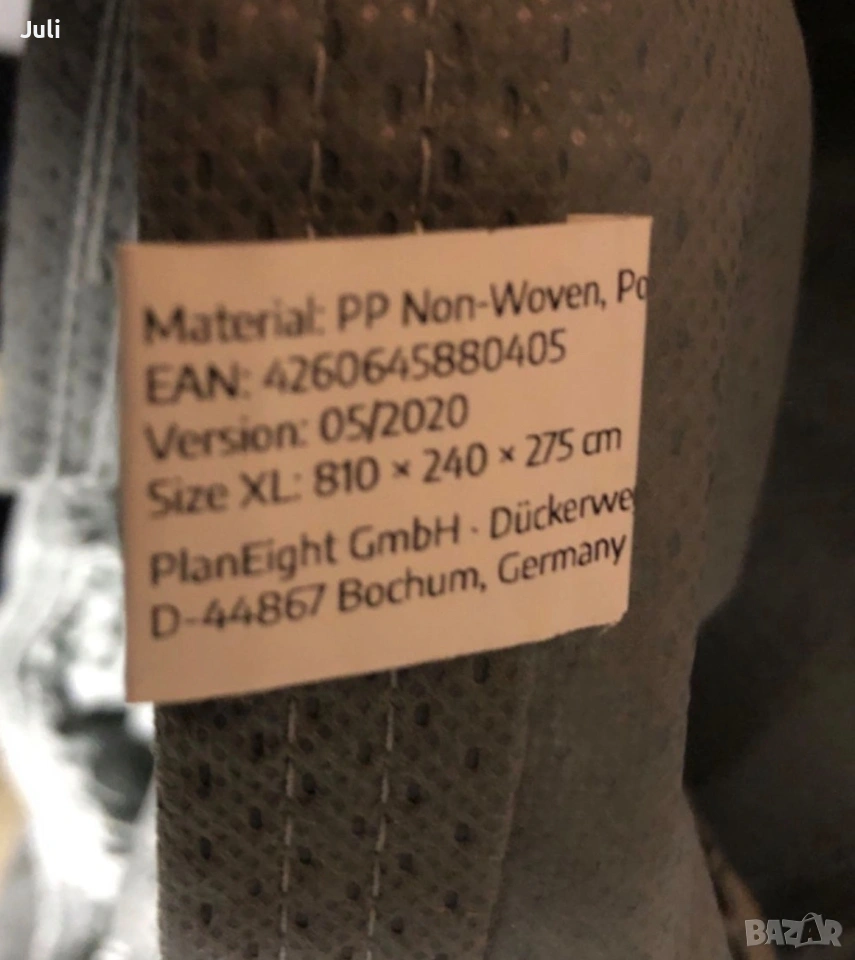 Juli
Material: PP Non-Woven, Po
EAN: 4260645880405
Version: 05/2020
Size XL: 810 × 240 × 275 cm
PlanEight GmbH · Dückerwe
D-44867 Bochum, Germany
BAZAR